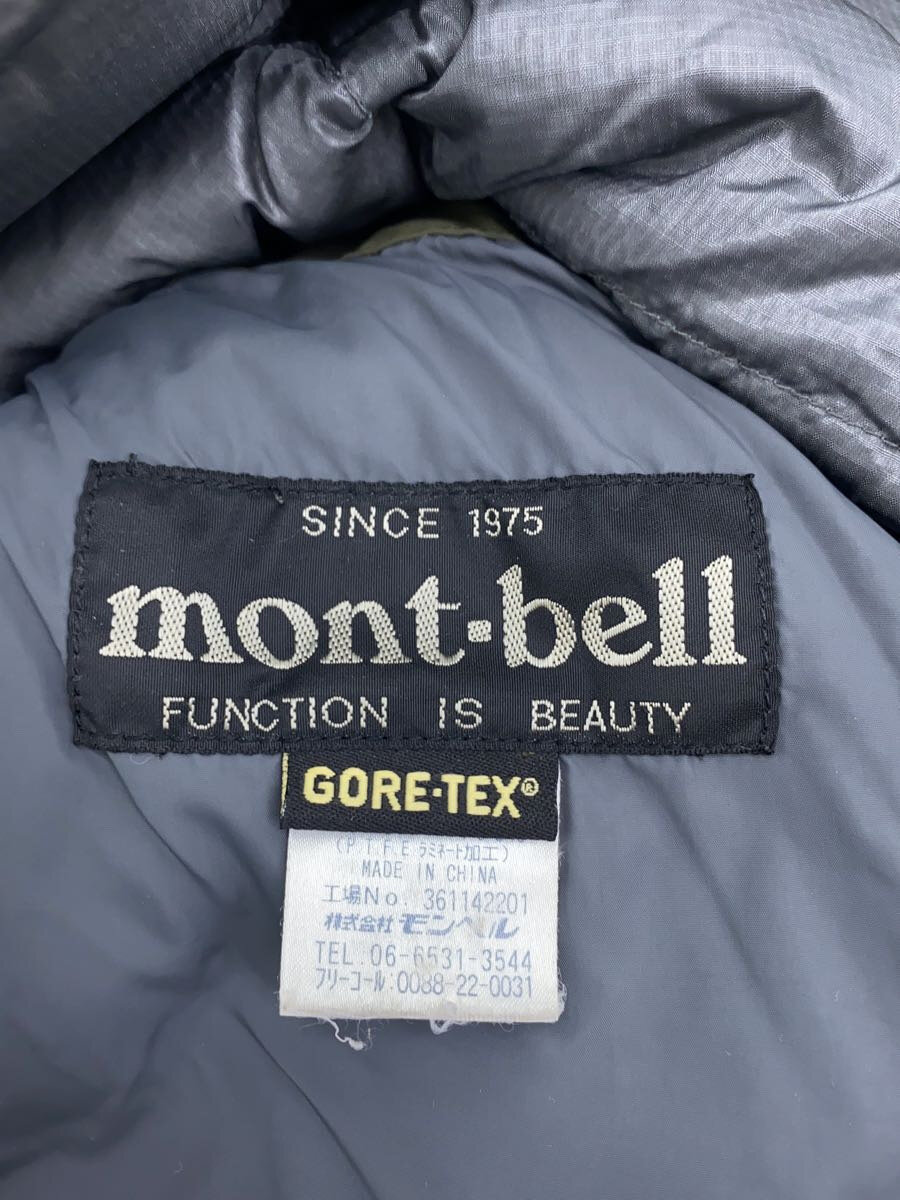 SINCE 1975
mont-bell
FUNCTION IS BEAUTY
GORE-TEX®
(P.T.F.E.ラミネート加工)
MADE IN CHINA
工場No. 361142201
株式会社 モンベル
TEL.06-6531-3544
フリーコール:0088-22-0031